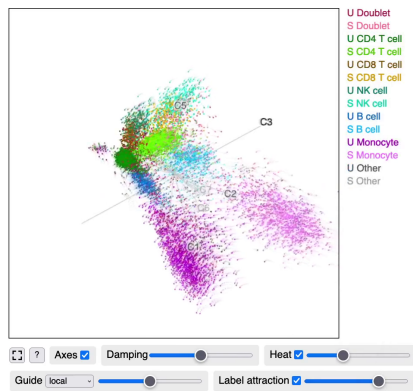 U Doublet
S Doublet
U CD4 T cell
S CD4 T cell
U CD8 T cell
S CD8 T cell
U NK cell
S NK cell
U B cell
S B cell
U Monocyte
S Monocyte
U Other
S Other
C5
C3
C2
C1
? Axes Damping Heat
Guide local Label attraction